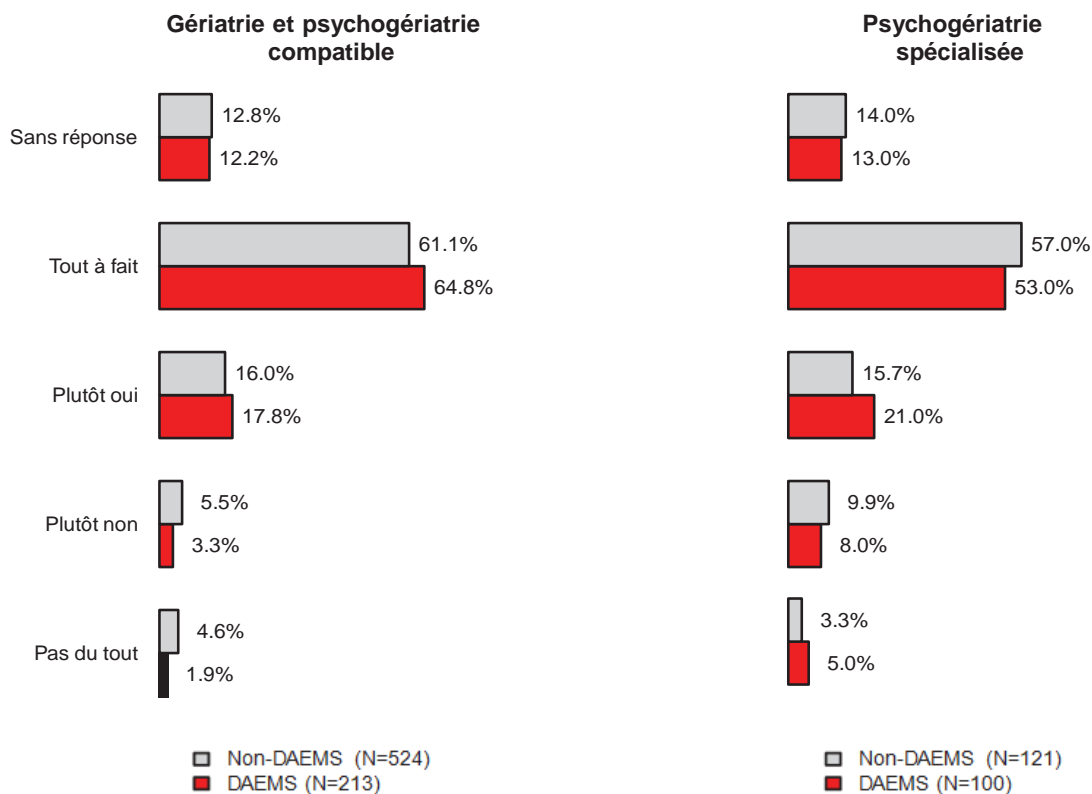 Gériatrie et psychogériatrie
compatible
Psychogériatrie
spécialisée
Sans réponse
12.8%
12.2%
14.0%
13.0%
Tout à fait
61.1%
64.8%
57.0%
53.0%
Plutôt oui
16.0%
17.8%
15.7%
21.0%
Plutôt non
5.5%
3.3%
9.9%
8.0%
Pas du tout
4.6%
1.9%
3.3%
5.0%
Non-DAEMS (N=524)
DAEMS (N=213)
Non-DAEMS (N=121)
DAEMS (N=100)